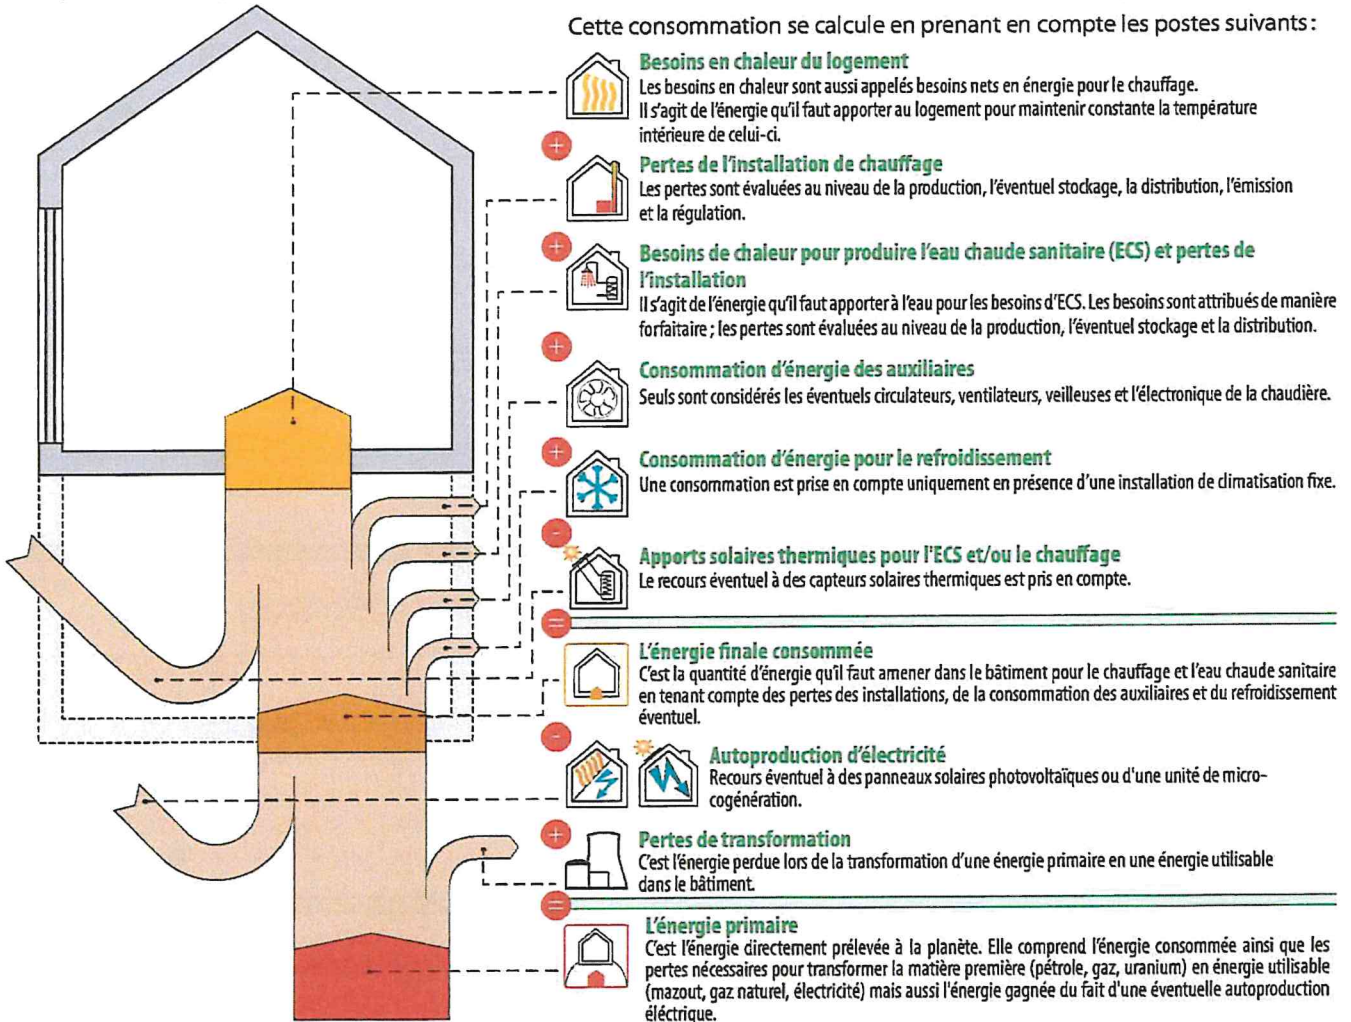 Cette consommation se calcule en prenant en compte les postes suivants :
Besoins en chaleur du logement
Les besoins en chaleur sont aussi appelés besoins nets en énergie pour le chauffage.
Il s'agit de l'énergie qu'il faut apporter au logement pour maintenir constante la température
intérieure de celui-ci.
+
Pertes de l'installation de chauffage
Les pertes sont évaluées au niveau de la production, l'éventuel stockage, la distribution, l'émission
et la régulation.
+
Besoins de chaleur pour produire l'eau chaude sanitaire (ECS) et pertes de
l'installation
Il s'agit de l'énergie qu'il faut apporter à l'eau pour les besoins d'ECS. Les besoins sont attribués de manière
forfaitaire ; les pertes sont évaluées au niveau de la production, l'éventuel stockage et la distribution.
+
Consommation d'énergie des auxiliaires
Seuls sont considérés les éventuels circulateurs, ventilateurs, veilleuses et l'électronique de la chaudière.
+
Consommation d'énergie pour le refroidissement
Une consommation est prise en compte uniquement en présence d'une installation de climatisation fixe.
-
Apports solaires thermiques pour l'ECS et/ou le chauffage
Le recours éventuel à des capteurs solaires thermiques est pris en compte.
=
L'énergie finale consommée
C'est la quantité d'énergie qu'il faut amener dans le bâtiment pour le chauffage et l'eau chaude sanitaire
en tenant compte des pertes des installations, de la consommation des auxiliaires et du refroidissement
éventuel.
-
Autoproduction d'électricité
Recours éventuel à des panneaux solaires photovoltaïques ou d'une unité de micro-
cogénération.
+
Pertes de transformation
C'est l'énergie perdue lors de la transformation d'une énergie primaire en une énergie utilisable
dans le bâtiment.
=
L'énergie primaire
C'est l'énergie directement prélevée à la planète. Elle comprend l'énergie consommée ainsi que les
pertes nécessaires pour transformer la matière première (pétrole, gaz, uranium) en énergie utilisable
(mazout, gaz naturel, électricité) mais aussi l'énergie gagnée du fait d'une éventuelle autoproduction
éléctrique.